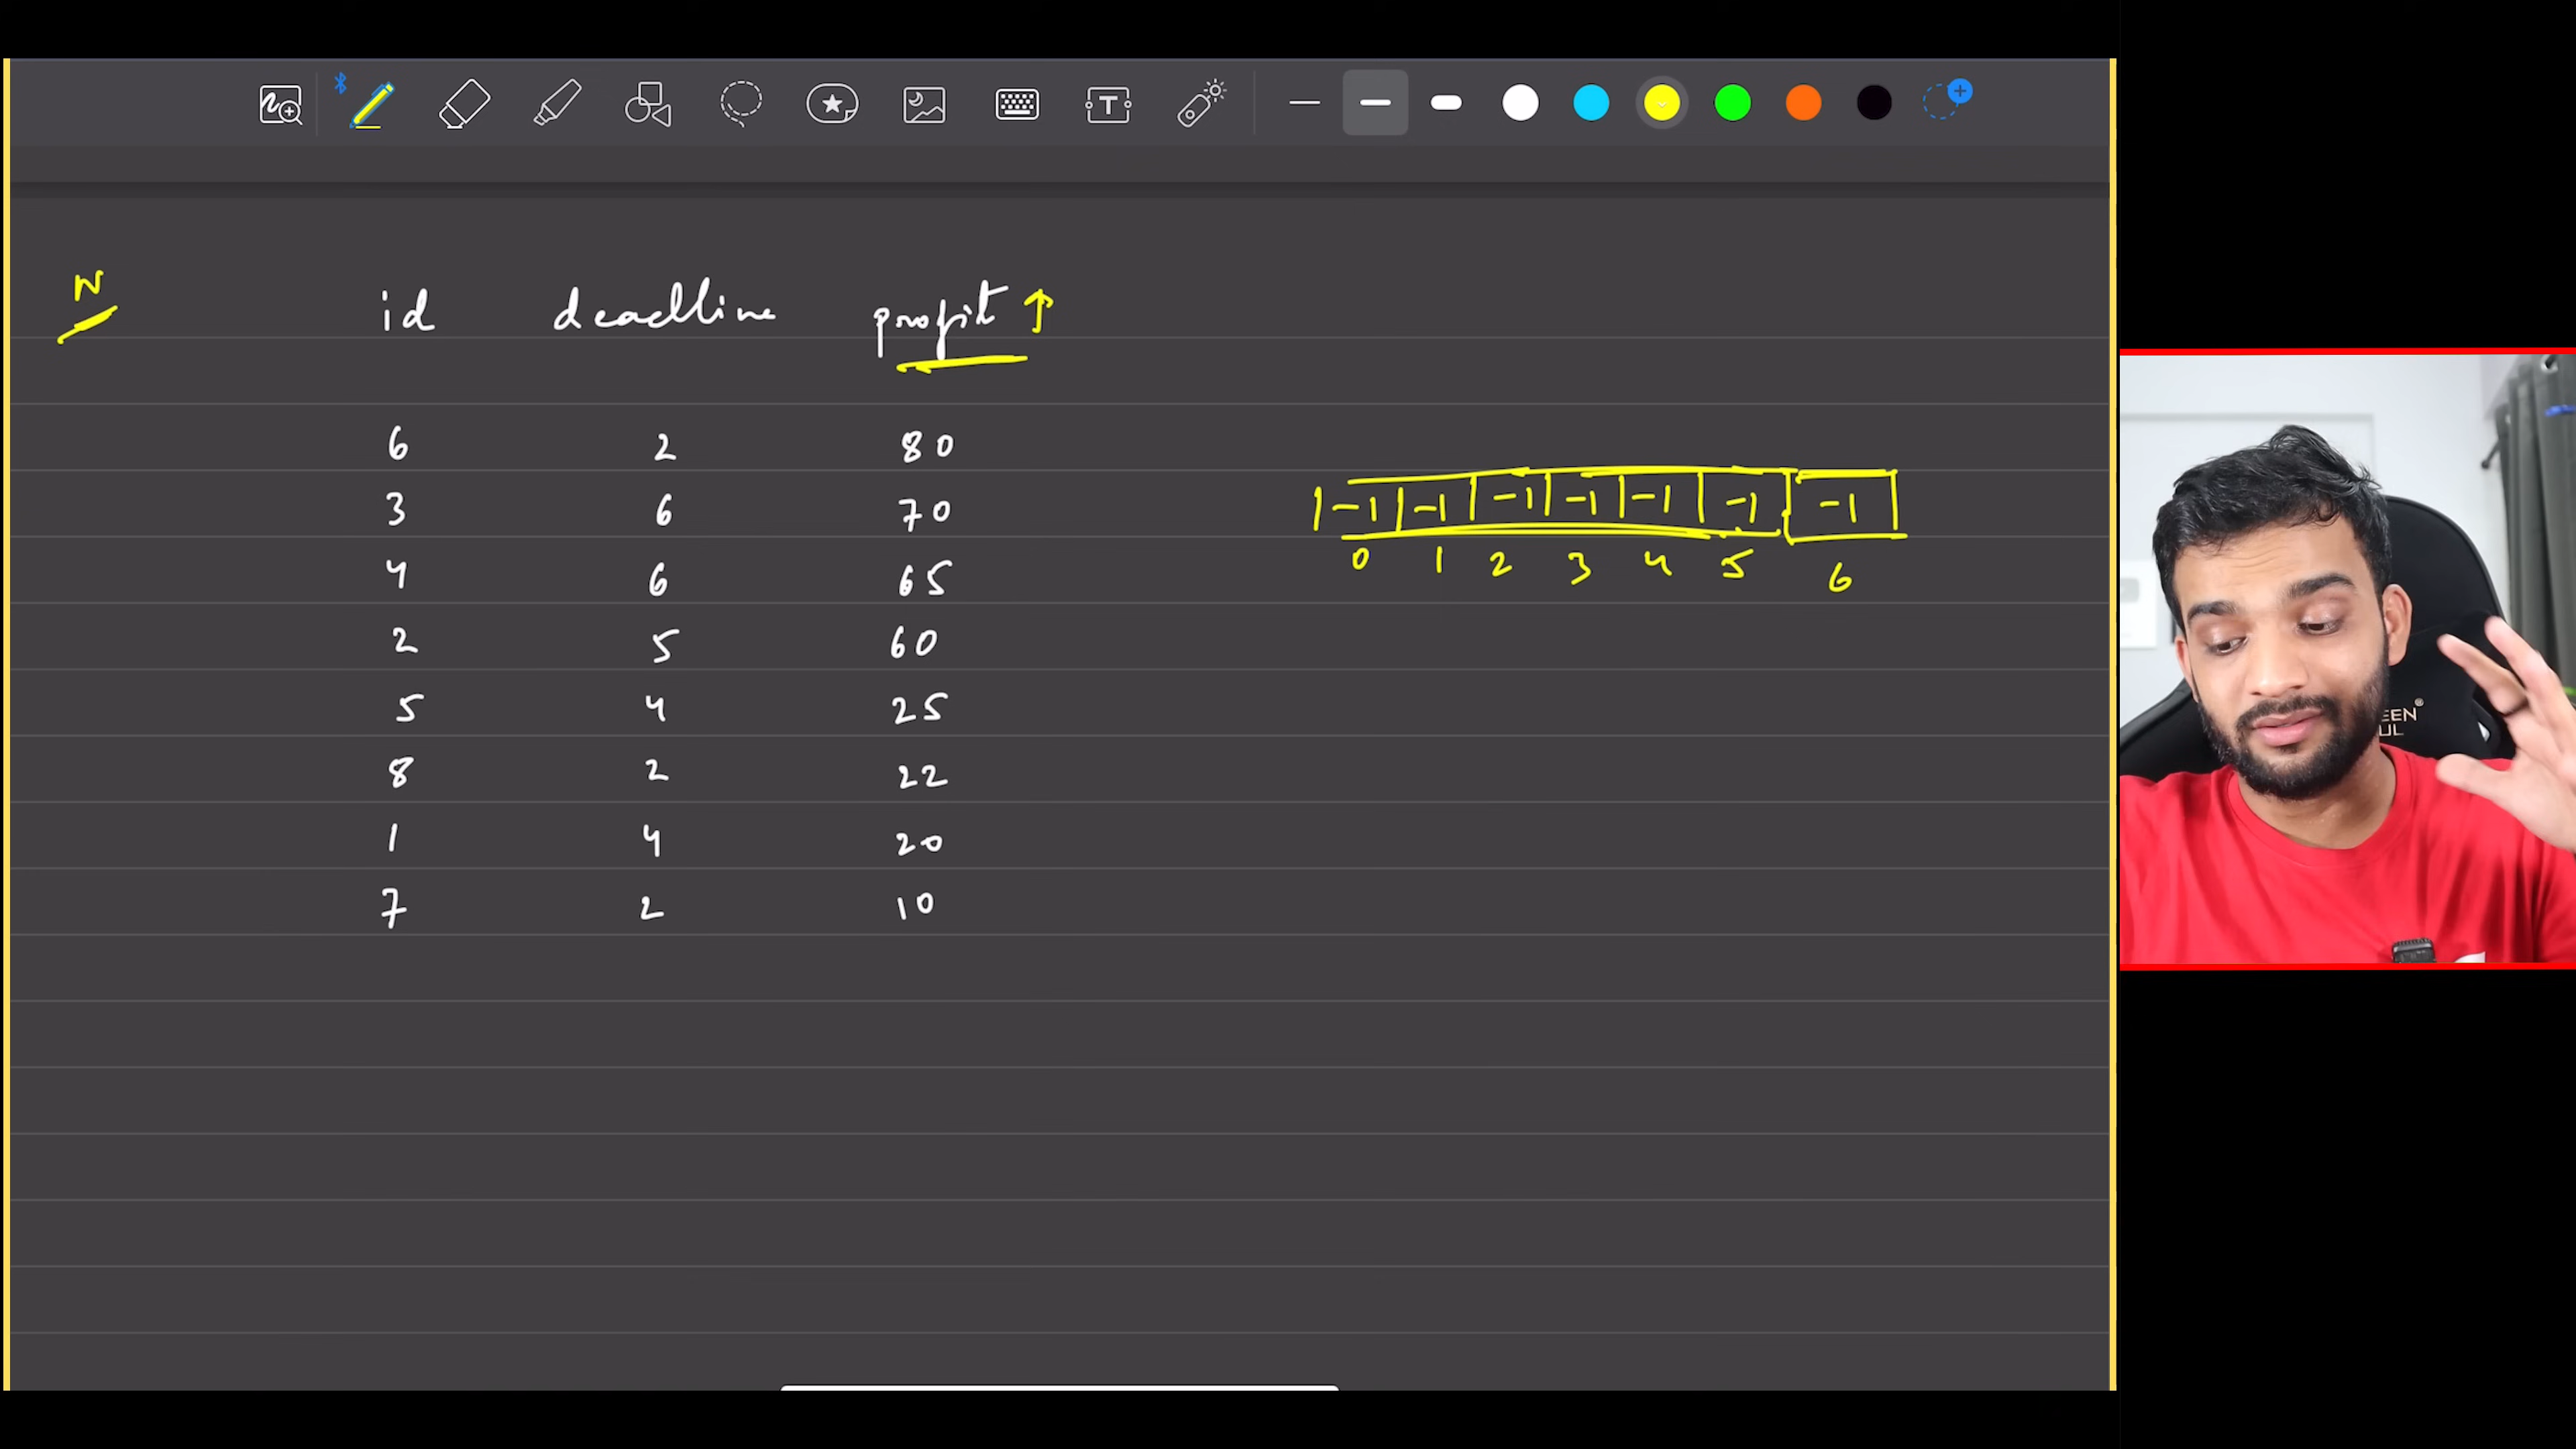 N
id deadline profit ↑
6 2 80
3 6 70
4 6 65
2 5 60
5 4 25
8 2 22
1 4 20
7 2 10
-1 -1 -1 -1 -1 -1 -1
0 1 2 3 4 5 6
T